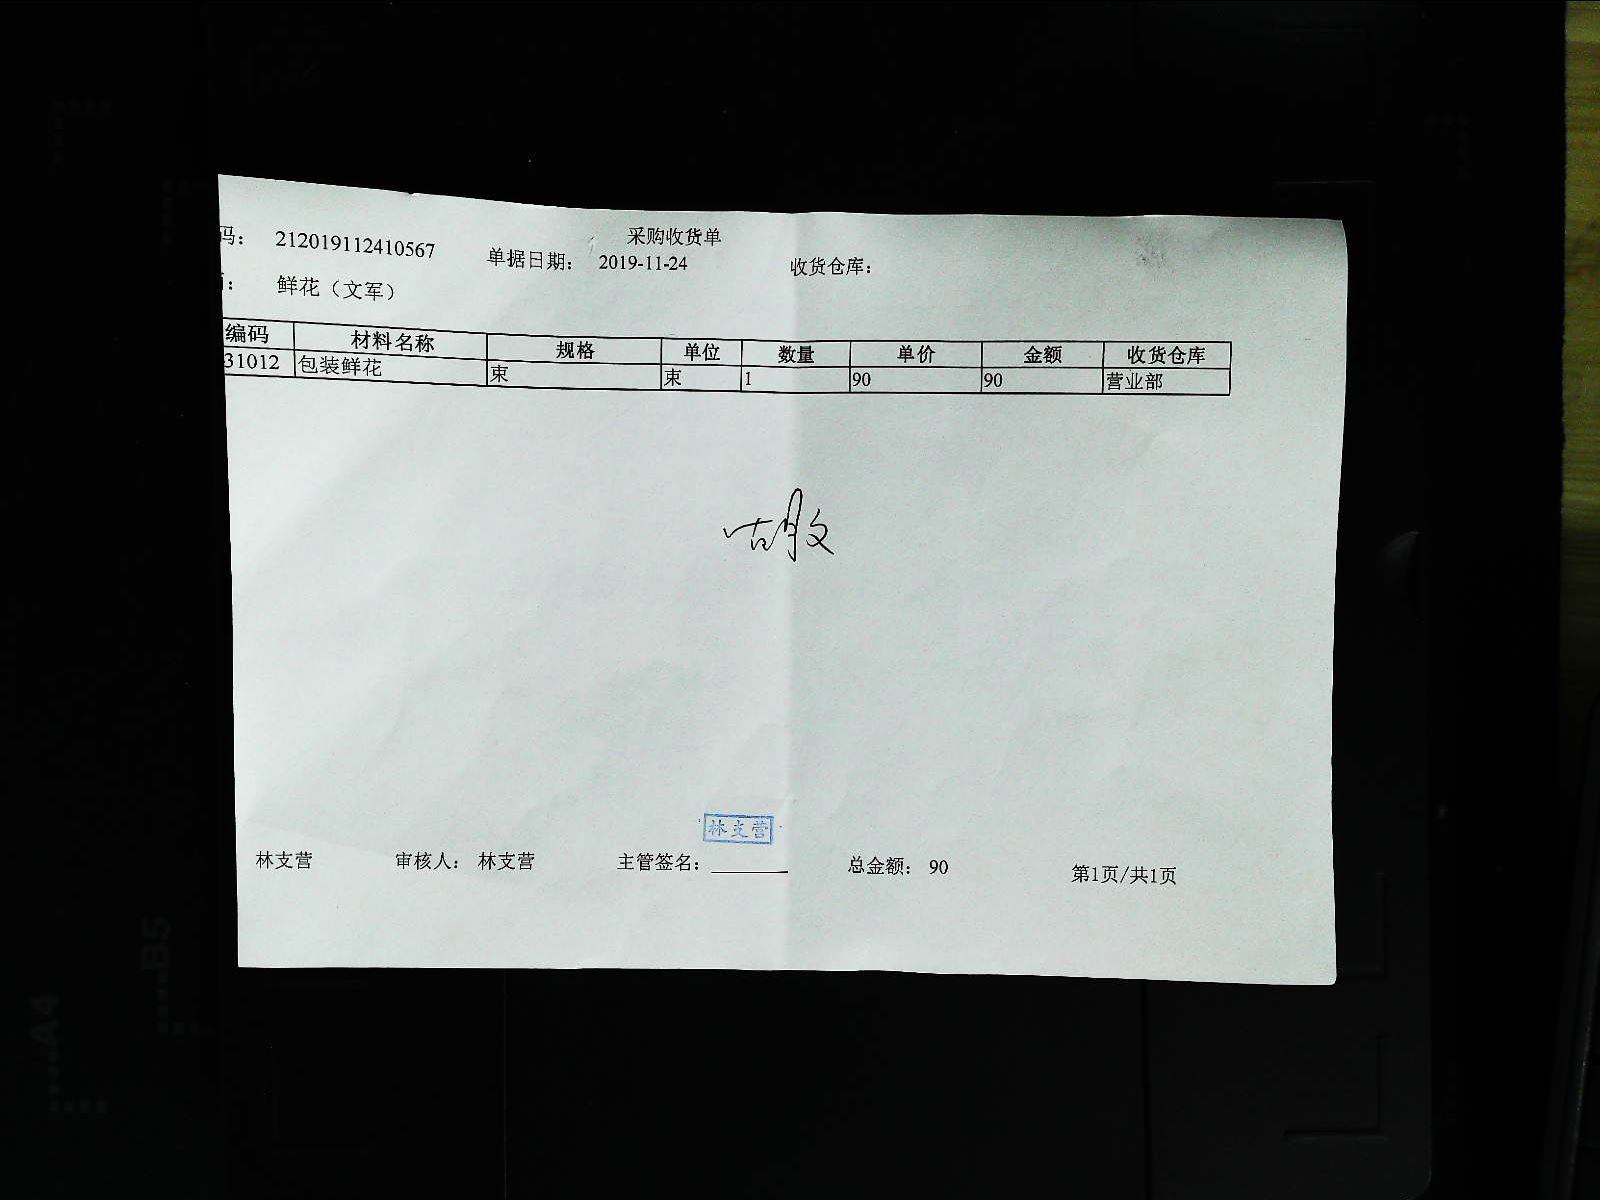 采购收货单
码： 212019112410567 单据日期： 2019-11-24 收货仓库：
鲜花（文军）
编码 材料名称 规格 单位 数量 单价 金额 收货仓库
31012 包装鲜花 束 束 1 90 90 营业部
林支营
林支营 审核人： 林支营 主管签名： 总金额： 90 第1页/共1页
B5
A4